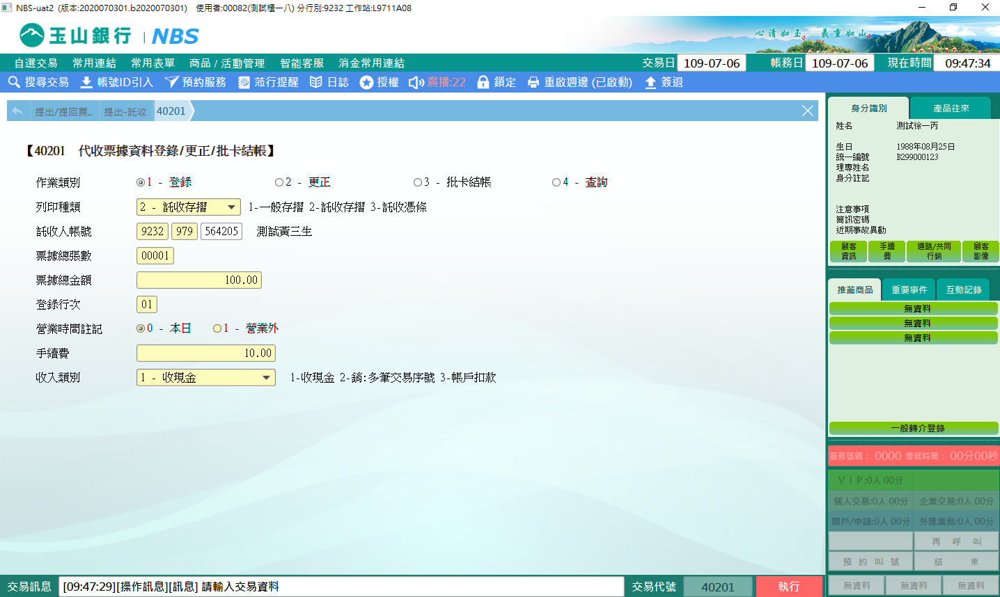 NBS-uat2 (版本:2020070301.b2020070301) 使用者:00082(測試櫃一八) 分行別:9232 工作站:L9711A08
玉山銀行 | NBS
心清如玉。 義重如山。
自選交易 常用連結 常用表單 商品 / 活動管理 智能客服 消金常用連結 交易日 109-07-06 帳務日 109-07-06 現在時間 09:47:34
搜尋交易 帳號ID引入 預約服務 蒞行提醒 日誌 授權 廣播:22 鎖定 重啟週邊 (已啟動) 簽退
提出/提回票.. 提出-託收 40201
【40201 代收票據資料登錄/更正/批卡結帳】
作業類別 1 - 登錄 2 - 更正 3 - 批卡結帳 4 - 查詢
列印種類 2 - 託收存摺 1-一般存摺 2-託收存摺 3-託收憑條
託收人帳號 9232 979 564205 測試黃三生
票據總張數 00001
票據總金額 100.00
登錄行次 01
營業時間註記 0 - 本日 1 - 營業外
手續費 10.00
收入類別 1 - 收現金 1-收現金 2-銷:多筆交易序號 3-帳戶扣款
交易訊息 [09:47:29][操作訊息][訊息] 請輸入交易資料 交易代號 40201 執行
身分識別 產品往來
姓名 測試徐一丙
生日 1988年08月25日
統一編號 B299000123
理專姓名
身分註記
注意事項
簡訊密碼
近期事故異動
顧客資訊 手續費 通路/共同行銷 顧客影像
推薦商品 重要事件 互動記錄
無資料
無資料
無資料
一般轉介登錄
服務號碼: 0000 等候時間: 00分00秒
VIP:0人 00分
個人交易:0人 00分 企業交易:0人 00分
開戶/申請:0人 00分 外匯業務:0人 00分
再 呼 叫
預 約 叫 號 結 束
無資料 無資料 無資料